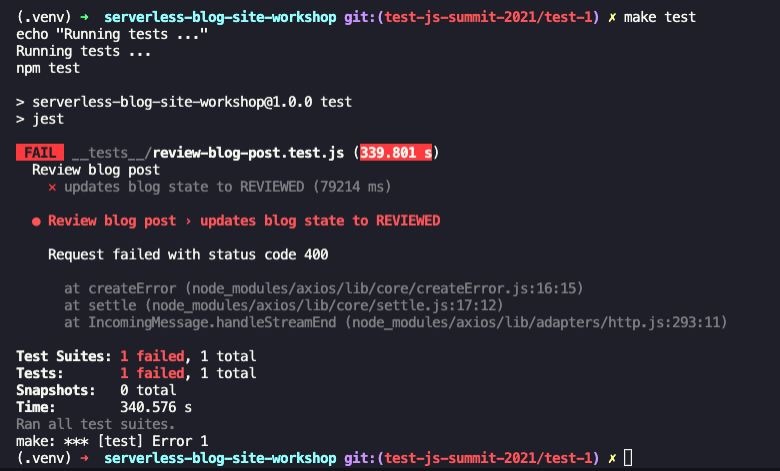 (.venv) ➜  serverless-blog-site-workshop git:(test-js-summit-2021/test-1) ✗ make test
echo "Running tests ..."
Running tests ...
npm test

> serverless-blog-site-workshop@1.0.0 test
> jest

FAIL __tests__/review-blog-post.test.js (339.801 s)
  Review blog post
    ✕ updates blog state to REVIEWED (79214 ms)

  ● Review blog post › updates blog state to REVIEWED

    Request failed with status code 400

      at createError (node_modules/axios/lib/core/createError.js:16:15)
      at settle (node_modules/axios/lib/core/settle.js:17:12)
      at IncomingMessage.handleStreamEnd (node_modules/axios/lib/adapters/http.js:293:11)

Test Suites: 1 failed, 1 total
Tests:       1 failed, 1 total
Snapshots:   0 total
Time:        340.576 s
Ran all test suites.
make: *** [test] Error 1
(.venv) ➜  serverless-blog-site-workshop git:(test-js-summit-2021/test-1) ✗